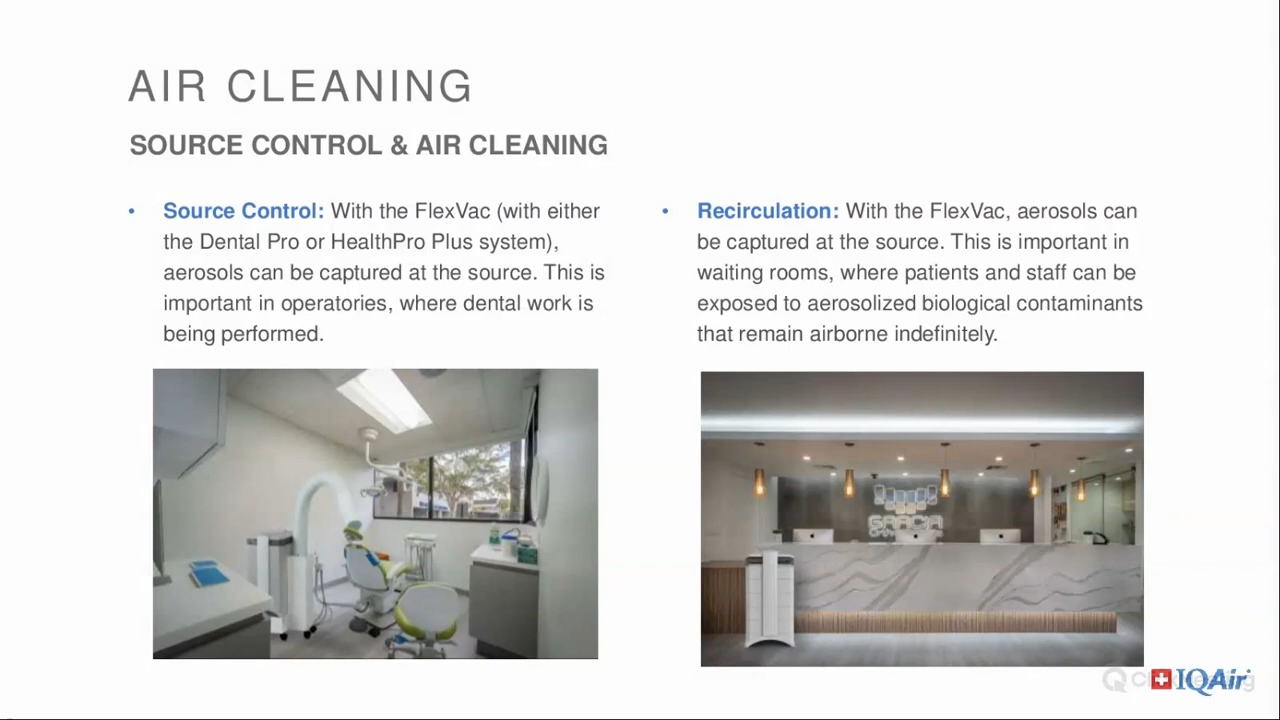 AIR CLEANING
SOURCE CONTROL & AIR CLEANING
• Source Control: With the FlexVac (with either
the Dental Pro or HealthPro Plus system),
aerosols can be captured at the source. This is
important in operatories, where dental work is
being performed.
• Recirculation: With the FlexVac, aerosols can
be captured at the source. This is important in
waiting rooms, where patients and staff can be
exposed to aerosolized biological contaminants
that remain airborne indefinitely.
IQAir